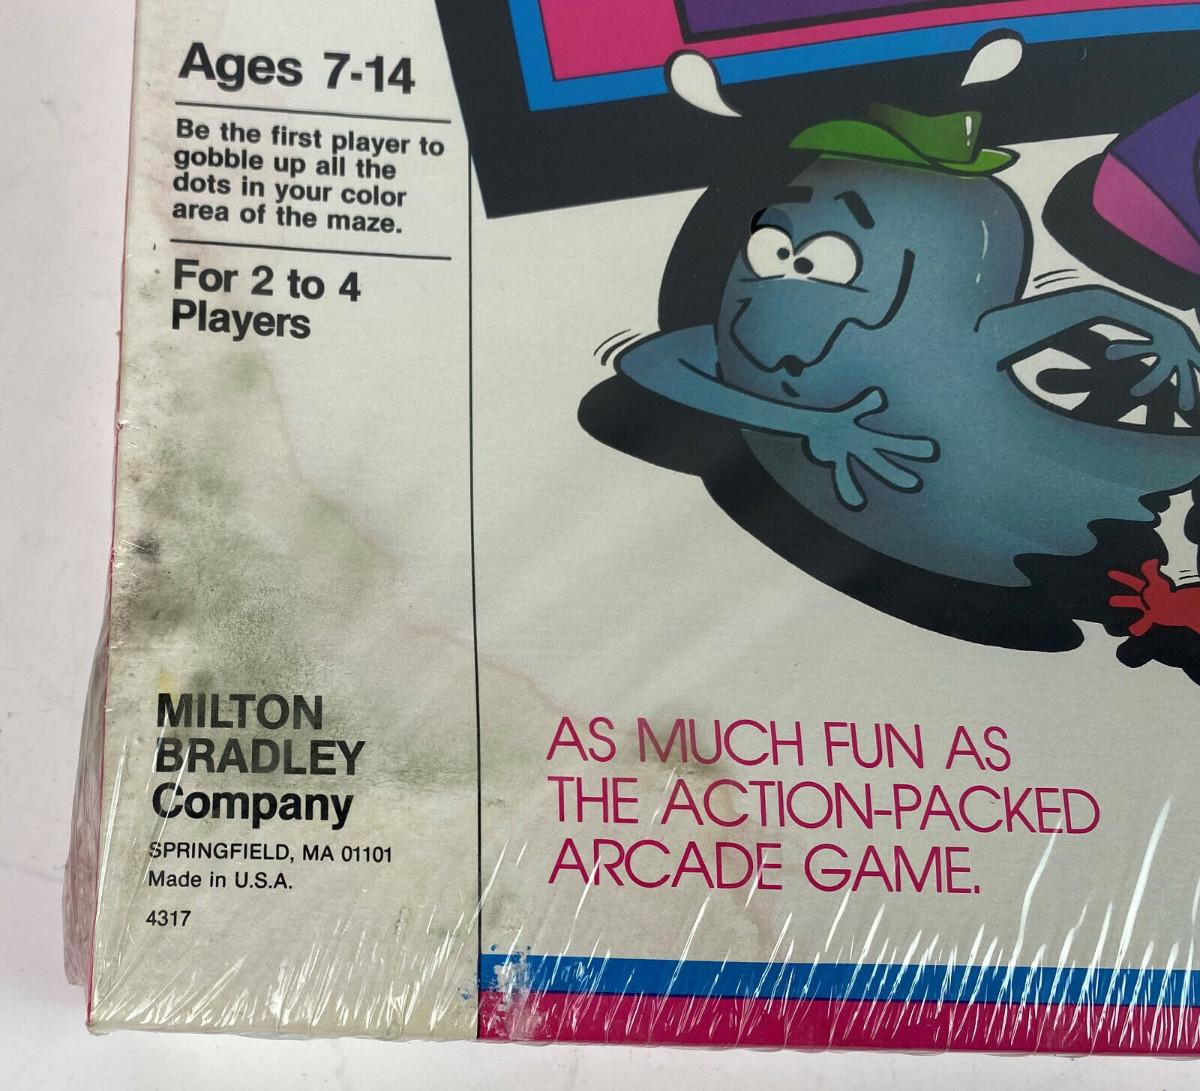 Ages 7-14
Be the first player to
gobble up all the
dots in your color
area of the maze.
For 2 to 4
Players
MILTON
BRADLEY
Company
SPRINGFIELD, MA 01101
Made in U.S.A.
4317
AS MUCH FUN AS
THE ACTION-PACKED
ARCADE GAME.